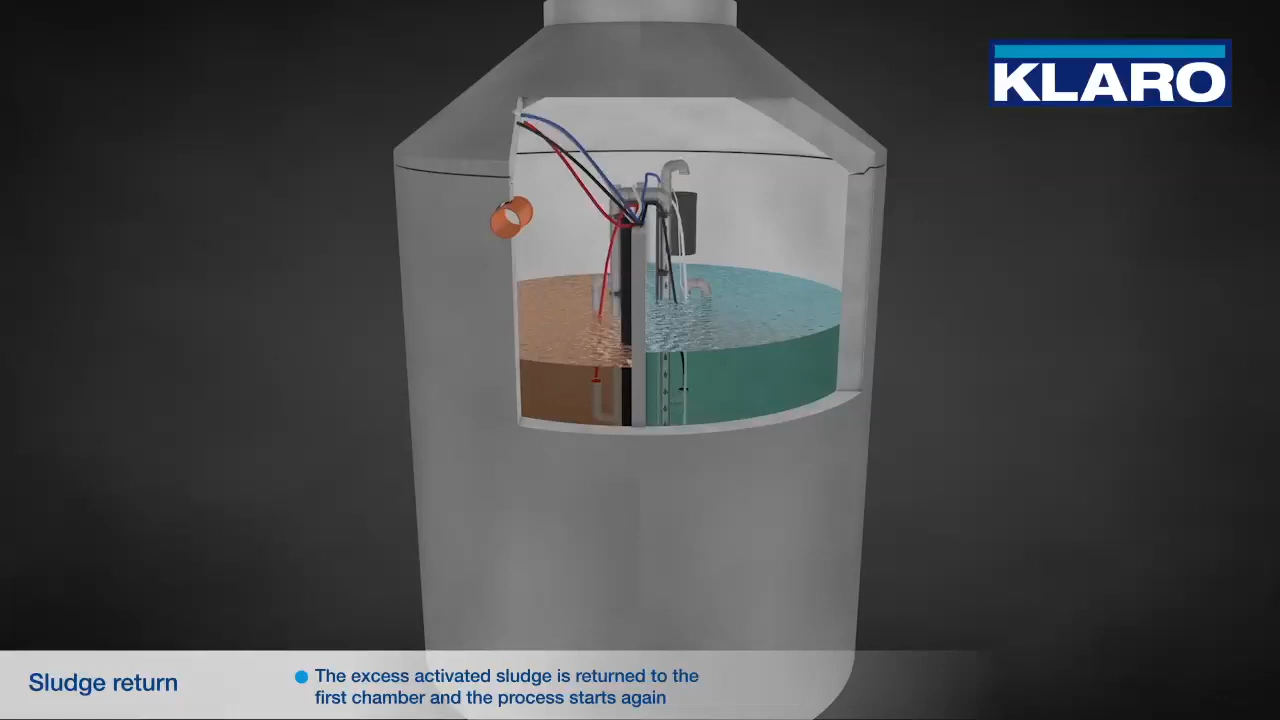 KLARO
Sludge return
The excess activated sludge is returned to the
first chamber and the process starts again